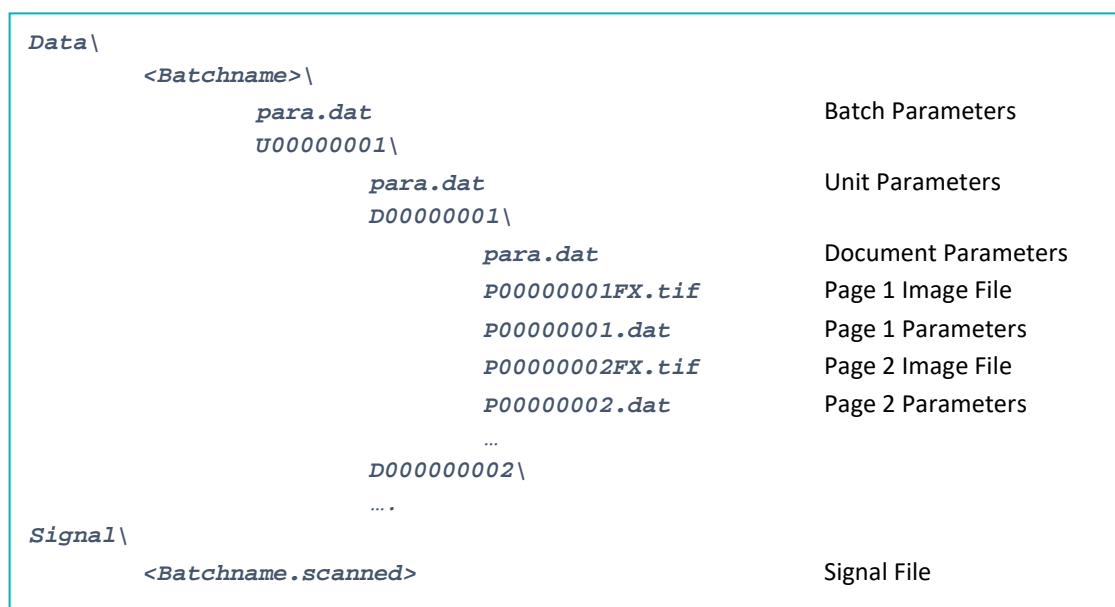 Data\
<Batchname>\
para.dat Batch Parameters
U00000001\
para.dat Unit Parameters
D00000001\
para.dat Document Parameters
P00000001FX.tif Page 1 Image File
P00000001.dat Page 1 Parameters
P00000002FX.tif Page 2 Image File
P00000002.dat Page 2 Parameters
…
D000000002\
….
Signal\
<Batchname.scanned> Signal File